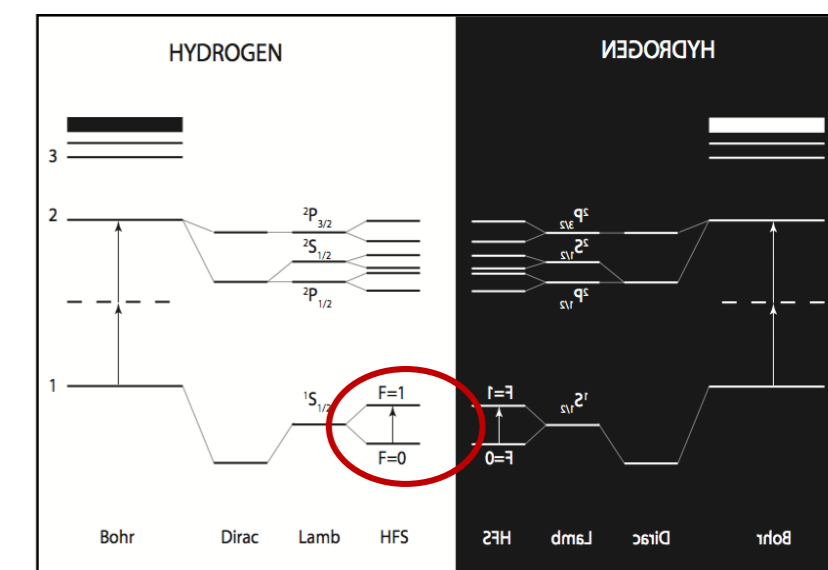 HYDROGEN
3
2
²P₃/₂
²S₁/₂
²P₁/₂
1
¹S₁/₂
F=1
F=0
Bohr Dirac Lamb HFS
HYDROGEN
²P₃/₂
²S₁/₂
²P₁/₂
F=1
¹S₁/₂
F=0
HFS Lamb Dirac Bohr